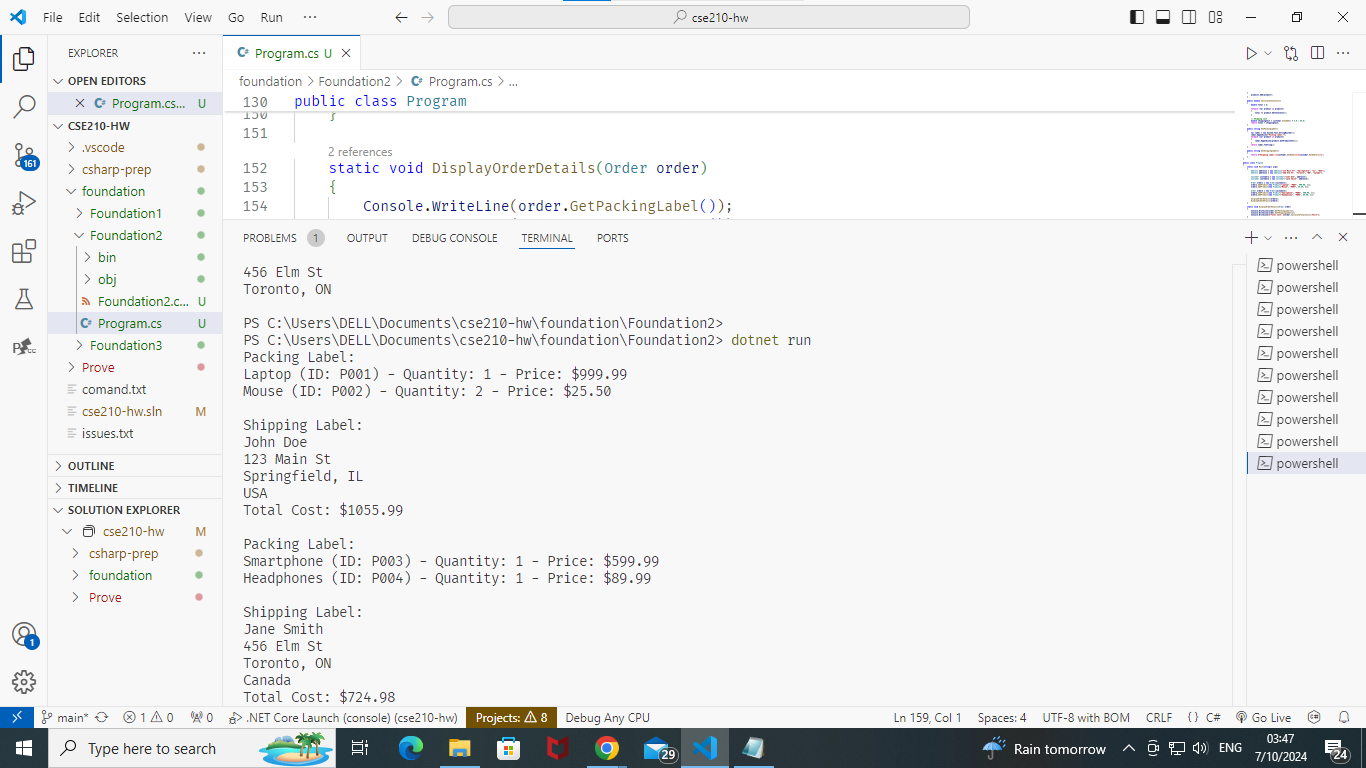 File Edit Selection View Go Run ··· cse210-hw
EXPLORER ···
OPEN EDITORS
Program.cs... U
CSE210-HW
.vscode
csharp-prep
foundation
Foundation1
Foundation2
bin
obj
Foundation2.c... U
Program.cs U
Foundation3
Prove
comand.txt
cse210-hw.sln M
issues.txt
OUTLINE
TIMELINE
SOLUTION EXPLORER
cse210-hw M
csharp-prep
foundation
Prove
161
1
Program.cs U
foundation > Foundation2 > Program.cs > ...
130 public class Program
150 }
151
2 references
152 static void DisplayOrderDetails(Order order)
153 {
154 Console.WriteLine(order.GetPackingLabel());
PROBLEMS 1 OUTPUT DEBUG CONSOLE TERMINAL PORTS
456 Elm St
Toronto, ON
PS C:\Users\DELL\Documents\cse210-hw\foundation\Foundation2>
PS C:\Users\DELL\Documents\cse210-hw\foundation\Foundation2> dotnet run
Packing Label:
Laptop (ID: P001) - Quantity: 1 - Price: $999.99
Mouse (ID: P002) - Quantity: 2 - Price: $25.50
Shipping Label:
John Doe
123 Main St
Springfield, IL
USA
Total Cost: $1055.99
Packing Label:
Smartphone (ID: P003) - Quantity: 1 - Price: $599.99
Headphones (ID: P004) - Quantity: 1 - Price: $89.99
Shipping Label:
Jane Smith
456 Elm St
Toronto, ON
Canada
Total Cost: $724.98
powershell
powershell
powershell
powershell
powershell
powershell
powershell
powershell
powershell
powershell
main* 1 0 0 .NET Core Launch (console) (cse210-hw) Projects: 8 Debug Any CPU Ln 159, Col 1 Spaces: 4 UTF-8 with BOM CRLF { } C# Go Live
Type here to search 29 Rain tomorrow ENG 03:47 24
7/10/2024